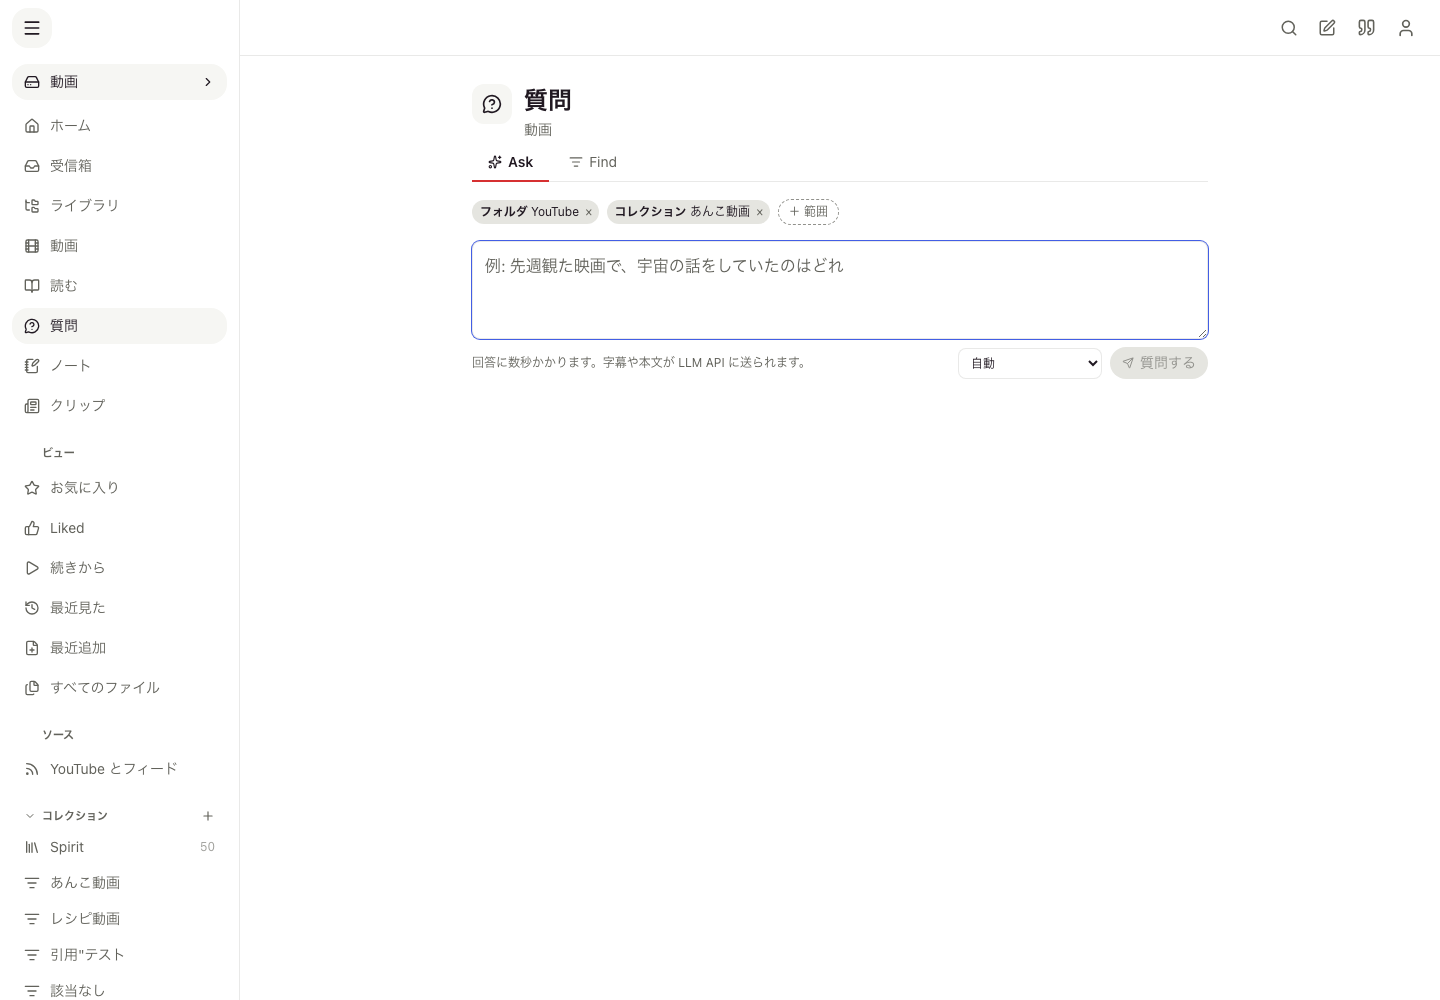 動画
ホーム
受信箱
ライブラリ
動画
読む
質問
ノート
クリップ
ビュー
お気に入り
Liked
続きから
最近見た
最近追加
すべてのファイル
ソース
YouTube とフィード
コレクション
Spirit 50
あんこ動画
レシピ動画
引用"テスト
該当なし
質問
動画
Ask Find
フォルダ YouTube × コレクション あんこ動画 × + 範囲
例: 先週観た映画で、宇宙の話をしていたのはどれ
回答に数秒かかります。字幕や本文が LLM API に送られます。 自動 質問する